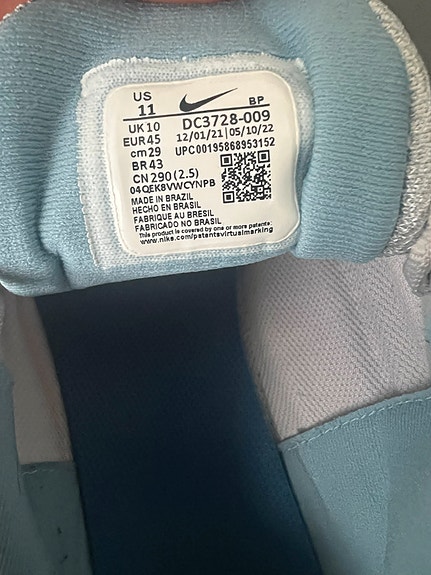 US
11
BP
UK 10
DC3728-009
EUR 45
12/01/21 | 05/10/22
cm 29
UPC00195868953152
BR 43
CN 290 (2.5)
04QEK8VWCYNPB
MADE IN BRAZIL
HECHO EN BRASIL
FABRIQUE AU BRESIL
FABRICADO NO BRASIL
This product is covered by one or more patents:
www.nike.com/patentsvirtualmarking